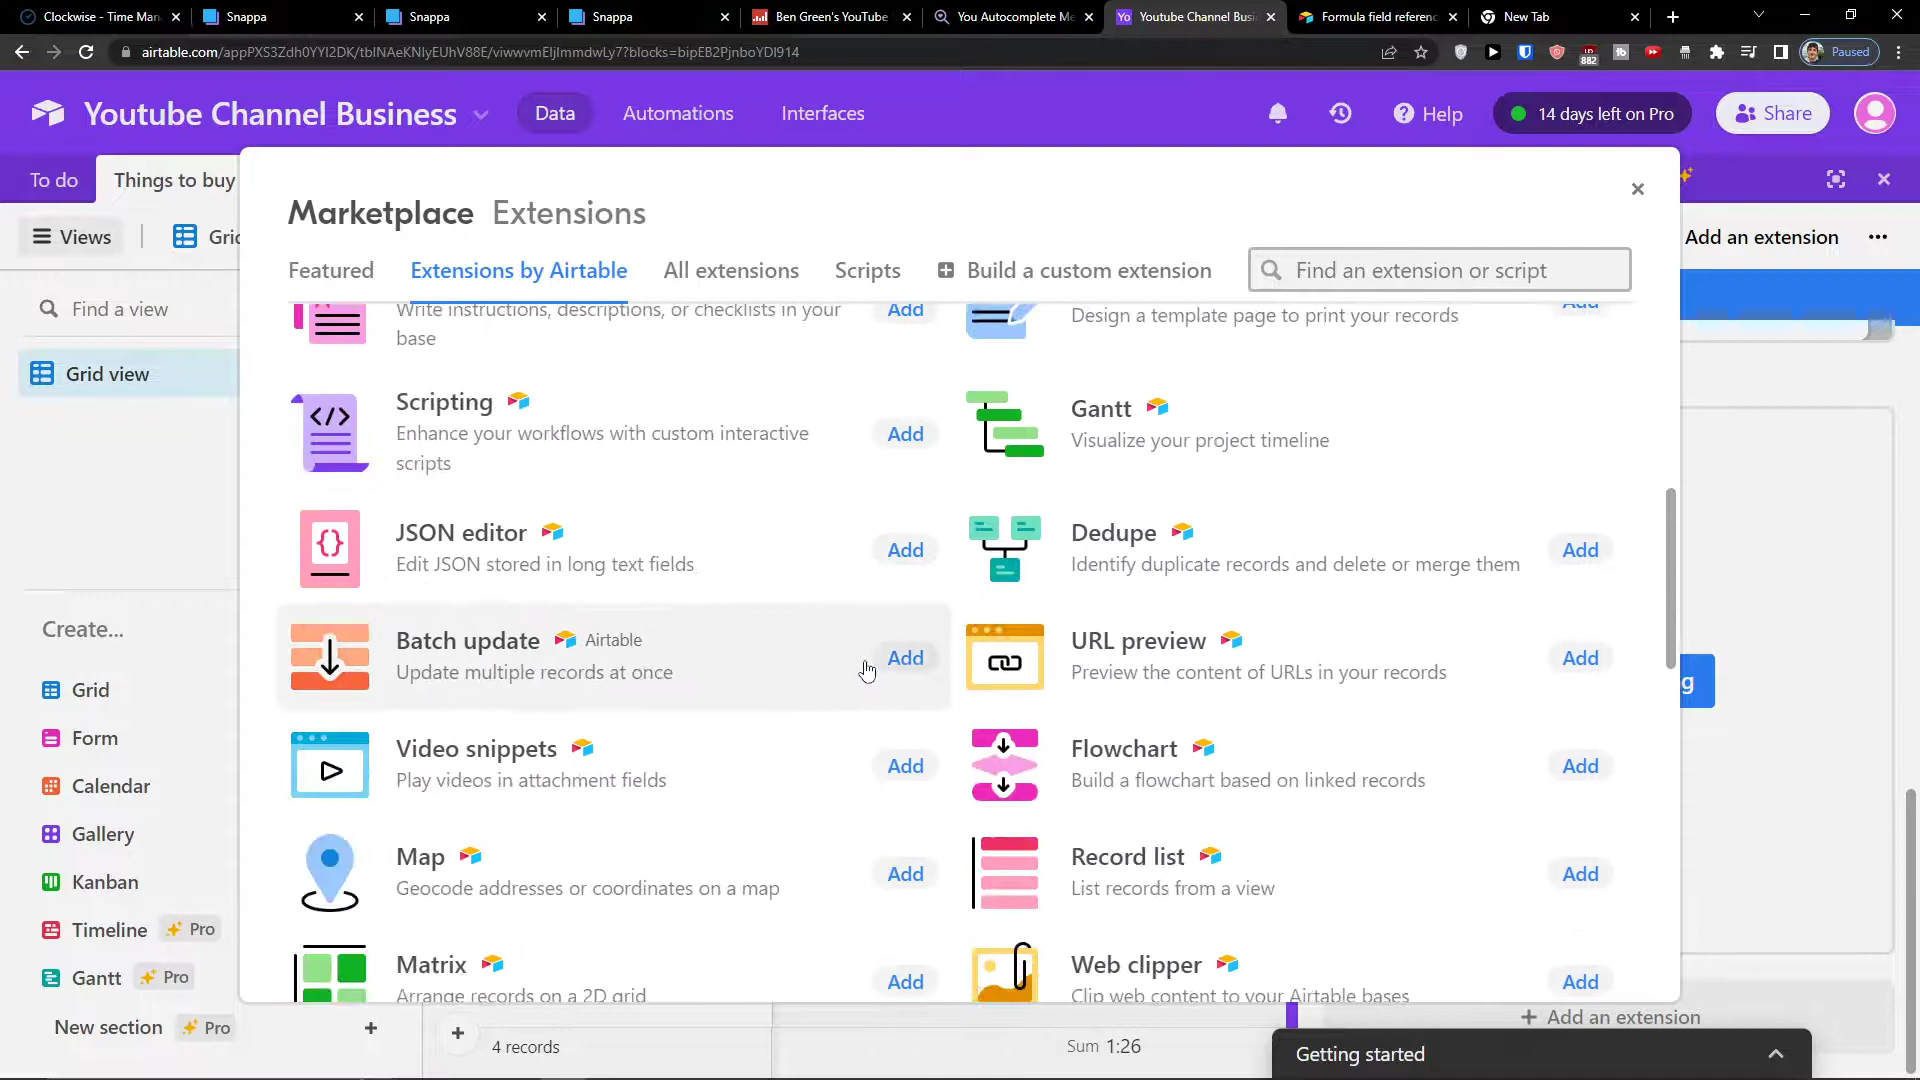 Clockwise - Time Man
Snappa
Snappa
Snappa
Ben Green's YouTube
You Autocomplete Me
Youtube Channel Busi
Formula field referenc
New Tab
airtable.com/appPXS3Zdh0YYI2DK/tblNAeKNlyEUhV88E/viwwvmEljlmmdwLy7?blocks=bipEB2PjnboYDI914
882
Paused
Youtube Channel Business
Data
Automations
Interfaces
Help
14 days left on Pro
Share
To do
Things to buy
Views
Grid
Add an extension
Find a view
Grid view
Create...
Grid
Form
Calendar
Gallery
Kanban
Timeline
Pro
Gantt
Pro
New section
Pro
Marketplace Extensions
Featured
Extensions by Airtable
All extensions
Scripts
Build a custom extension
Find an extension or script
Write instructions, descriptions, or checklists in your
base
Add
Design a template page to print your records
Add
Scripting
Enhance your workflows with custom interactive
scripts
Add
Gantt
Visualize your project timeline
JSON editor
Edit JSON stored in long text fields
Add
Dedupe
Identify duplicate records and delete or merge them
Add
Batch update
Airtable
Update multiple records at once
Add
URL preview
Preview the content of URLs in your records
Add
Video snippets
Play videos in attachment fields
Add
Flowchart
Build a flowchart based on linked records
Add
Map
Geocode addresses or coordinates on a map
Add
Record list
List records from a view
Add
Matrix
Arrange records on a 2D grid
Add
Web clipper
Clip web content to your Airtable bases
Add
g
4 records
Sum 1:26
Add an extension
Getting started